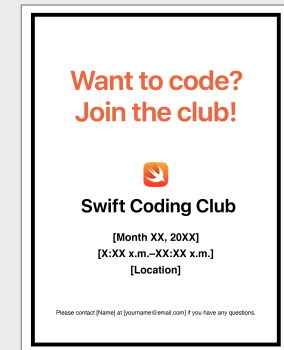 Want to code?
Join the club!
Swift Coding Club
[Month XX, 20XX]
[X:XX x.m.–XX:XX x.m.]
[Location]
Please contact [Name] at [yourname@email.com] if you have any questions.